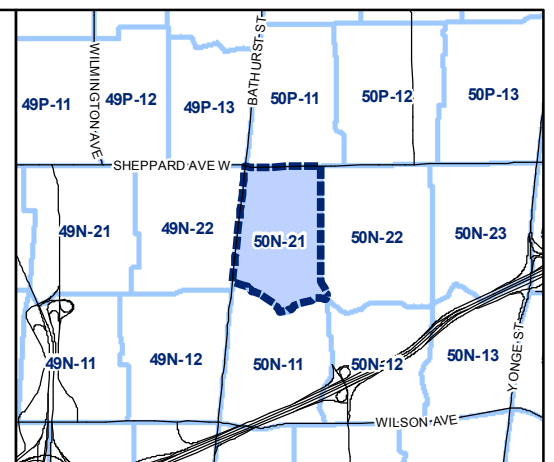 BATHURST ST
WILMINGTON AVE
49P-11
49P-12
49P-13
50P-11
50P-12
50P-13
SHEPPARD AVE W
49N-21
49N-22
50N-21
50N-22
50N-23
49N-11
49N-12
50N-11
50N-12
50N-13
YONGE ST
WILSON AVE